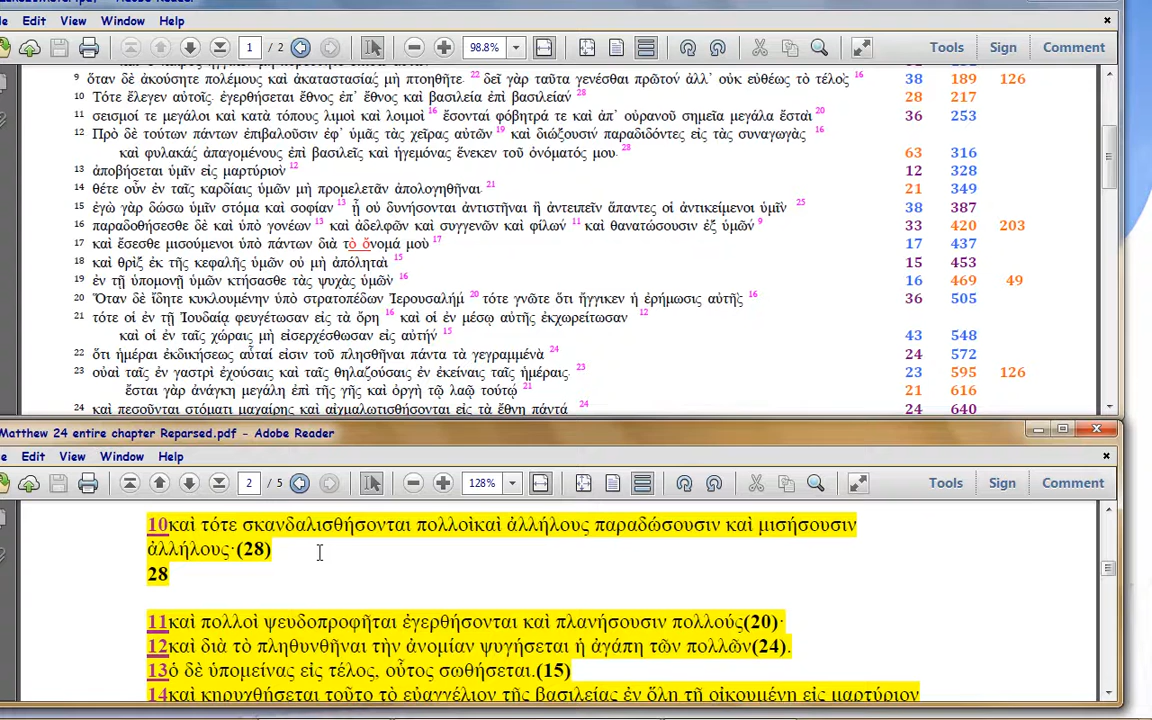 Edit View Window Help
1 / 2 98.8% Tools Sign Comment
9 ὅταν δὲ ἀκούσητε πολέμους καὶ ἀκαταστασίας μὴ πτοηθῆτε 22 δεῖ γὰρ ταῦτα γενέσθαι πρῶτον ἀλλ᾽ οὐκ εὐθέως τὸ τέλος 16 38 189 126
10 Τότε ἔλεγεν αὐτοῖς ἐγερθήσεται ἔθνος ἐπ᾽ ἔθνος καὶ βασιλεία ἐπὶ βασιλείαν 28 28 217
11 σεισμοί τε μεγάλοι καὶ κατὰ τόπους λιμοὶ καὶ λοιμοὶ 16 ἔσονται φόβητρά τε καὶ ἀπ᾽ οὐρανοῦ σημεῖα μεγάλα ἔσται 20 36 253
12 Πρὸ δὲ τούτων πάντων ἐπιβαλοῦσιν ἐφ᾽ ὑμᾶς τὰς χεῖρας αὐτῶν 19 καὶ διώξουσιν παραδιδόντες εἰς τὰς συναγωγὰς 16
καὶ φυλακάς ἀπαγομένους ἐπὶ βασιλεῖς καὶ ἡγεμόνας ἕνεκεν τοῦ ὀνόματός μου 28 63 316
13 ἀποβήσεται ὑμῖν εἰς μαρτύριον 12 12 328
14 θέτε οὖν ἐν ταῖς καρδίαις ὑμῶν μὴ προμελετᾶν ἀπολογηθῆναι 21 21 349
15 ἐγὼ γὰρ δώσω ὑμῖν στόμα καὶ σοφίαν 13 ᾗ οὐ δυνήσονται ἀντιστῆναι ἢ ἀντειπεῖν ἅπαντες οἱ ἀντικείμενοι ὑμῖν 25 38 387
16 παραδοθήσεσθε δὲ καὶ ὑπὸ γονέων 13 καὶ ἀδελφῶν καὶ συγγενῶν καὶ φίλων 11 καὶ θανατώσουσιν ἐξ ὑμῶν 9 33 420 203
17 καὶ ἔσεσθε μισούμενοι ὑπὸ πάντων διὰ τὸ ὄνομά μου 17 17 437
18 καὶ θρὶξ ἐκ τῆς κεφαλῆς ὑμῶν οὐ μὴ ἀπόληται 15 15 453
19 ἐν τῇ ὑπομονῇ ὑμῶν κτήσασθε τὰς ψυχὰς ὑμῶν 16 16 469 49
20 Ὅταν δὲ ἴδητε κυκλουμένην ὑπὸ στρατοπέδων Ἰερουσαλήμ 20 τότε γνῶτε ὅτι ἤγγικεν ἡ ἐρήμωσις αὐτῆς 16 36 505
21 τότε οἱ ἐν τῇ Ἰουδαίᾳ φευγέτωσαν εἰς τὰ ὄρη 16 καὶ οἱ ἐν μέσῳ αὐτῆς ἐκχωρείτωσαν 12
καὶ οἱ ἐν ταῖς χώραις μὴ εἰσερχέσθωσαν εἰς αὐτήν 15 43 548
22 ὅτι ἡμέραι ἐκδικήσεως αὗταί εἰσιν τοῦ πλησθῆναι πάντα τὰ γεγραμμένα 24 24 572
23 οὐαὶ ταῖς ἐν γαστρὶ ἐχούσαις καὶ ταῖς θηλαζούσαις ἐν ἐκείναις ταῖς ἡμέραις 23 23 595 126
ἔσται γὰρ ἀνάγκη μεγάλη ἐπὶ τῆς γῆς καὶ ὀργὴ τῷ λαῷ τούτῳ 21 21 616
24 καὶ πεσοῦνται στόματι μαχαίρης καὶ αἰχμαλωτισθήσονται εἰς τὰ ἔθνη πάντα 24 24 640
Matthew 24 entire chapter Reparsed.pdf - Adobe Reader
Edit View Window Help
2 / 5 128% Tools Sign Comment
10καὶ τότε σκανδαλισθήσονται πολλοὶκαὶ ἀλλήλους παραδώσουσιν καὶ μισήσουσιν
ἀλλήλους·(28)
28
11καὶ πολλοὶ ψευδοπροφῆται ἐγερθήσονται καὶ πλανήσουσιν πολλούς(20)·
12καὶ διὰ τὸ πληθυνθῆναι τὴν ἀνομίαν ψυγήσεται ἡ ἀγάπη τῶν πολλῶν(24).
13ὁ δὲ ὑπομείνας εἰς τέλος, οὗτος σωθήσεται.(15)
14καὶ κηρυχθήσεται τοῦτο τὸ εὐαγγέλιον τῆς βασιλείας ἐν ὅλῃ τῇ οἰκουμένῃ εἰς μαρτύριον